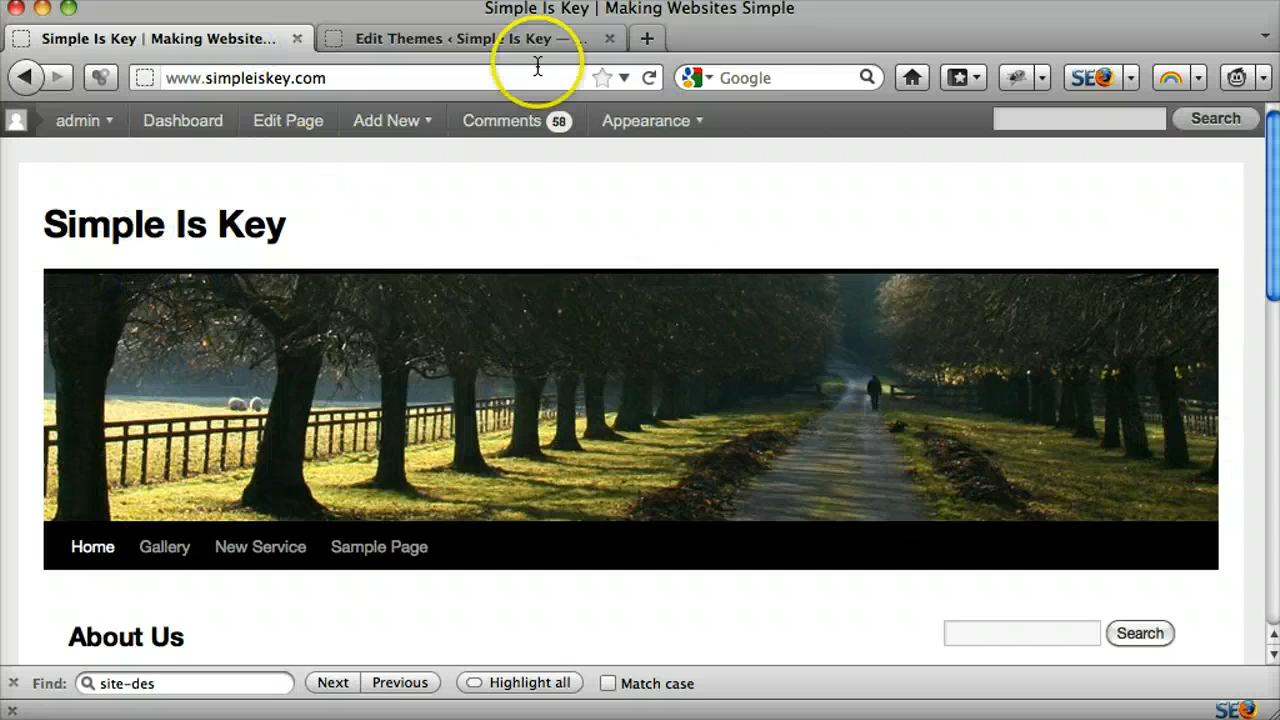 Simple Is Key | Making Websites Simple
Simple Is Key | Making Website...
Edit Themes ‹ Simple Is Key — ...
www.simpleiskey.com
Google
SEO
admin
Dashboard
Edit Page
Add New
Comments 58
Appearance
Search
Simple Is Key
Home
Gallery
New Service
Sample Page
About Us
Search
Find:
site-des
Next
Previous
Highlight all
Match case
SEO